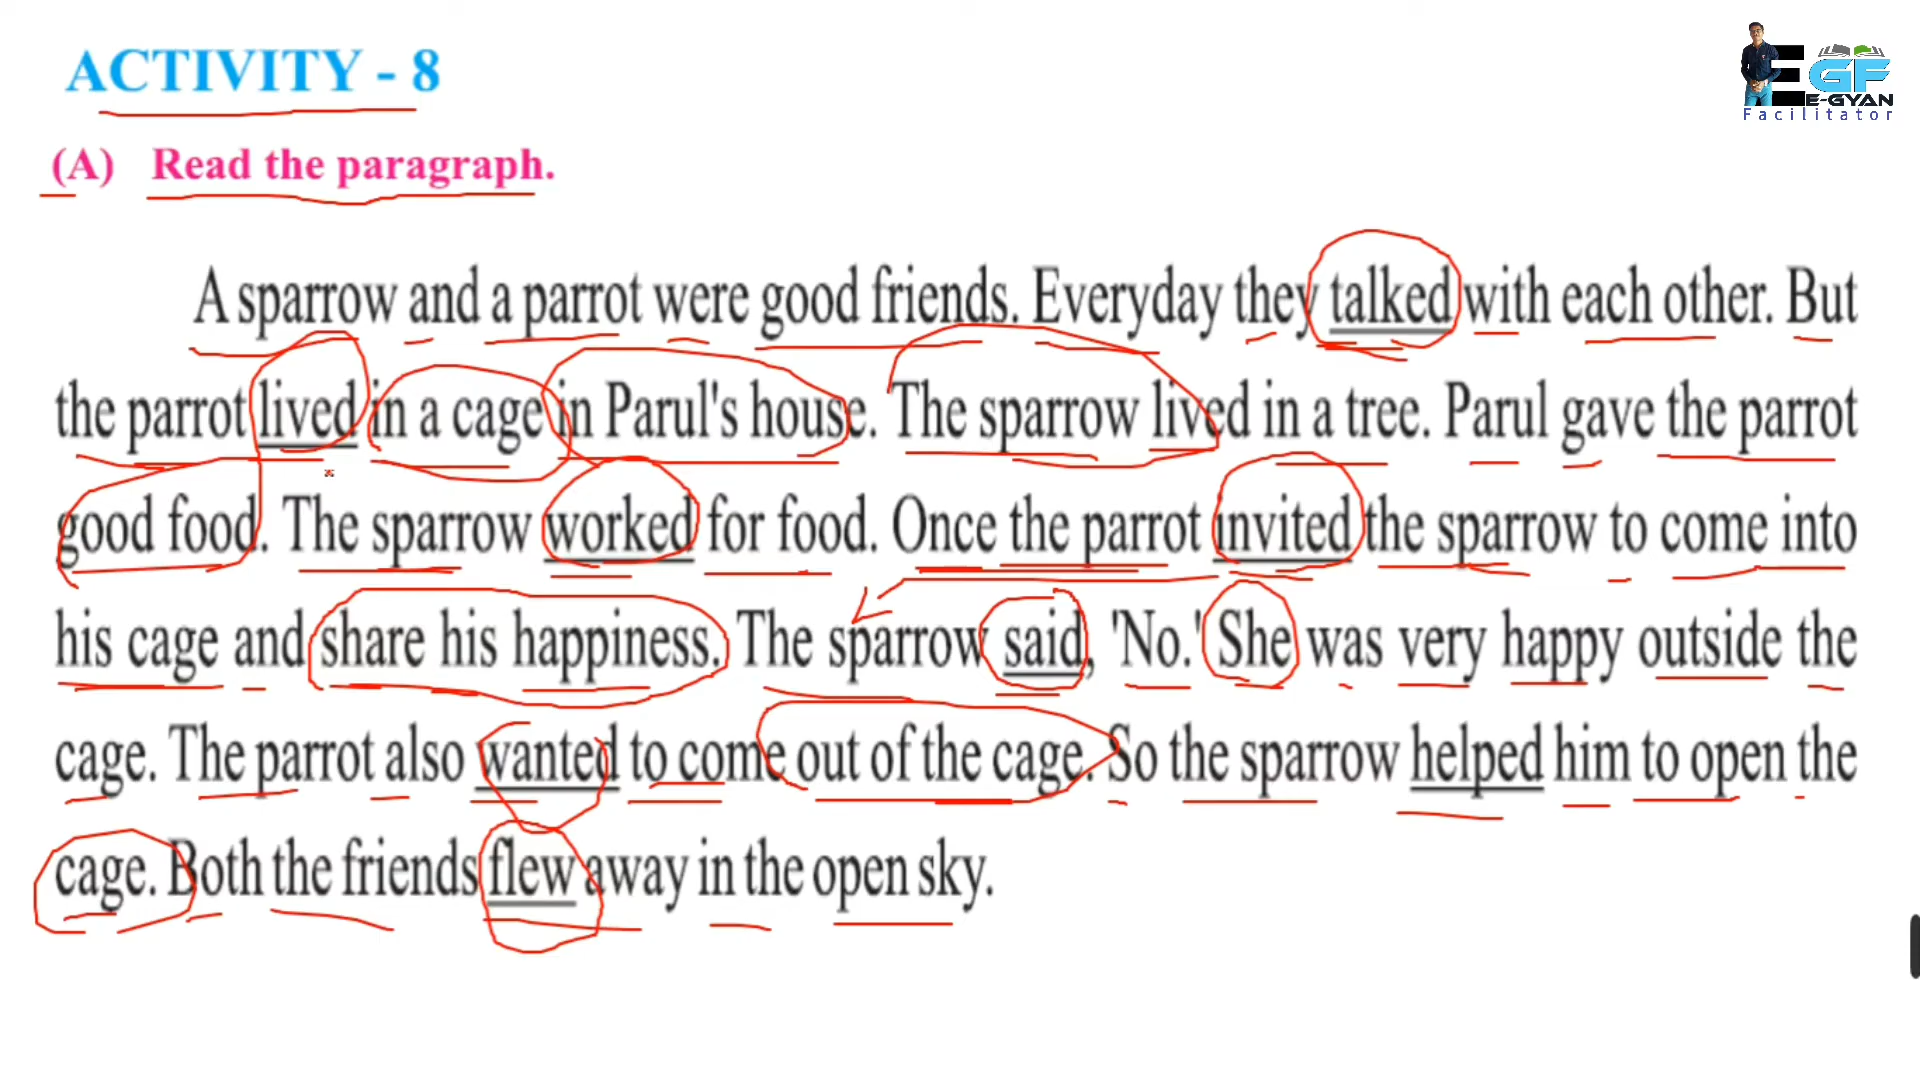 ACTIVITY - 8
EGF
E-GYAN
Facilitator
(A) Read the paragraph.
A sparrow and a parrot were good friends. Everyday they talked with each other. But
the parrot lived in a cage in Parul's house. The sparrow lived in a tree. Parul gave the parrot
good food. The sparrow worked for food. Once the parrot invited the sparrow to come into
his cage and share his happiness. The sparrow said, 'No.' She was very happy outside the
cage. The parrot also wanted to come out of the cage. So the sparrow helped him to open the
cage. Both the friends flew away in the open sky.